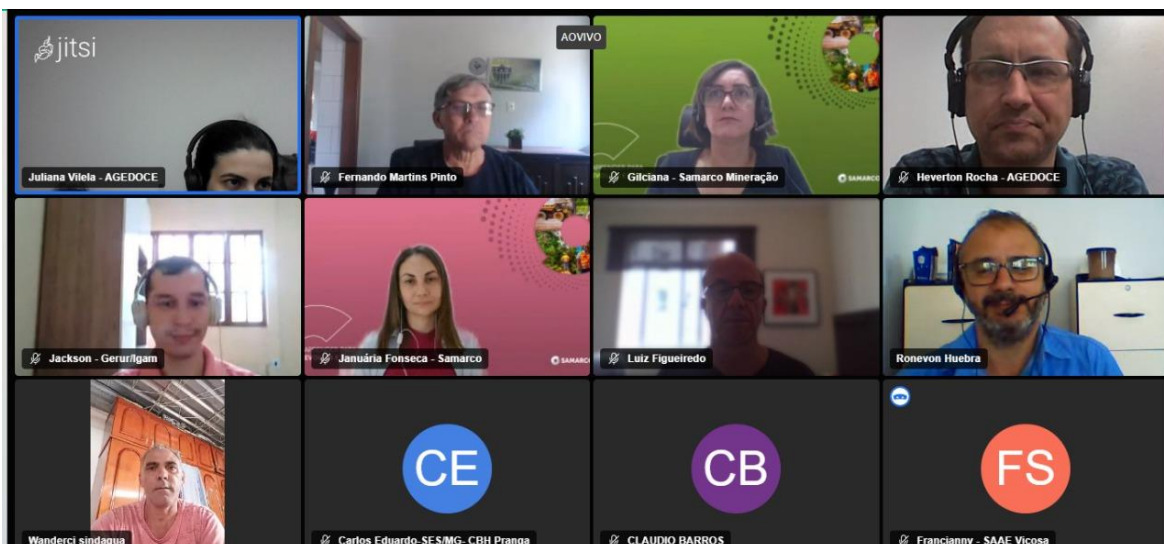 jitsi
AOVIVO
Juliana Vilela - AGEDOCE
Fernando Martins Pinto
Gilciana - Samarco Mineração
SAMARCO
Heverton Rocha - AGEDOCE
Jackson - Gerur/Igam
Januária Fonseca - Samarco
SAMARCO
Luiz Figueiredo
Ronevon Huebra
CE
CB
FS
Wanderci sindagua
Carlos Eduardo-SES/MG- CBH Pranga
CLAUDIO BARROS
Francianny - SAAE Vicosa